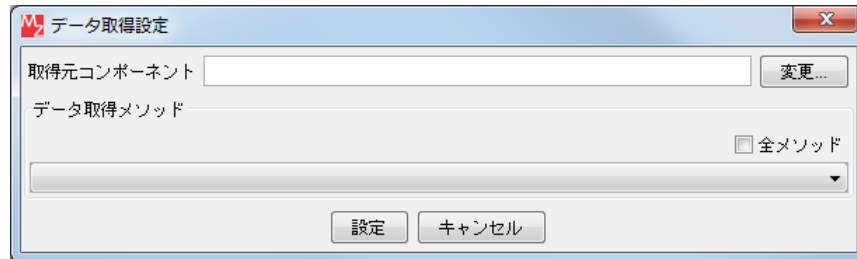 Mz データ取得設定
取得元コンポーネント 変更...
データ取得メソッド
全メソッド
設定 キャンセル